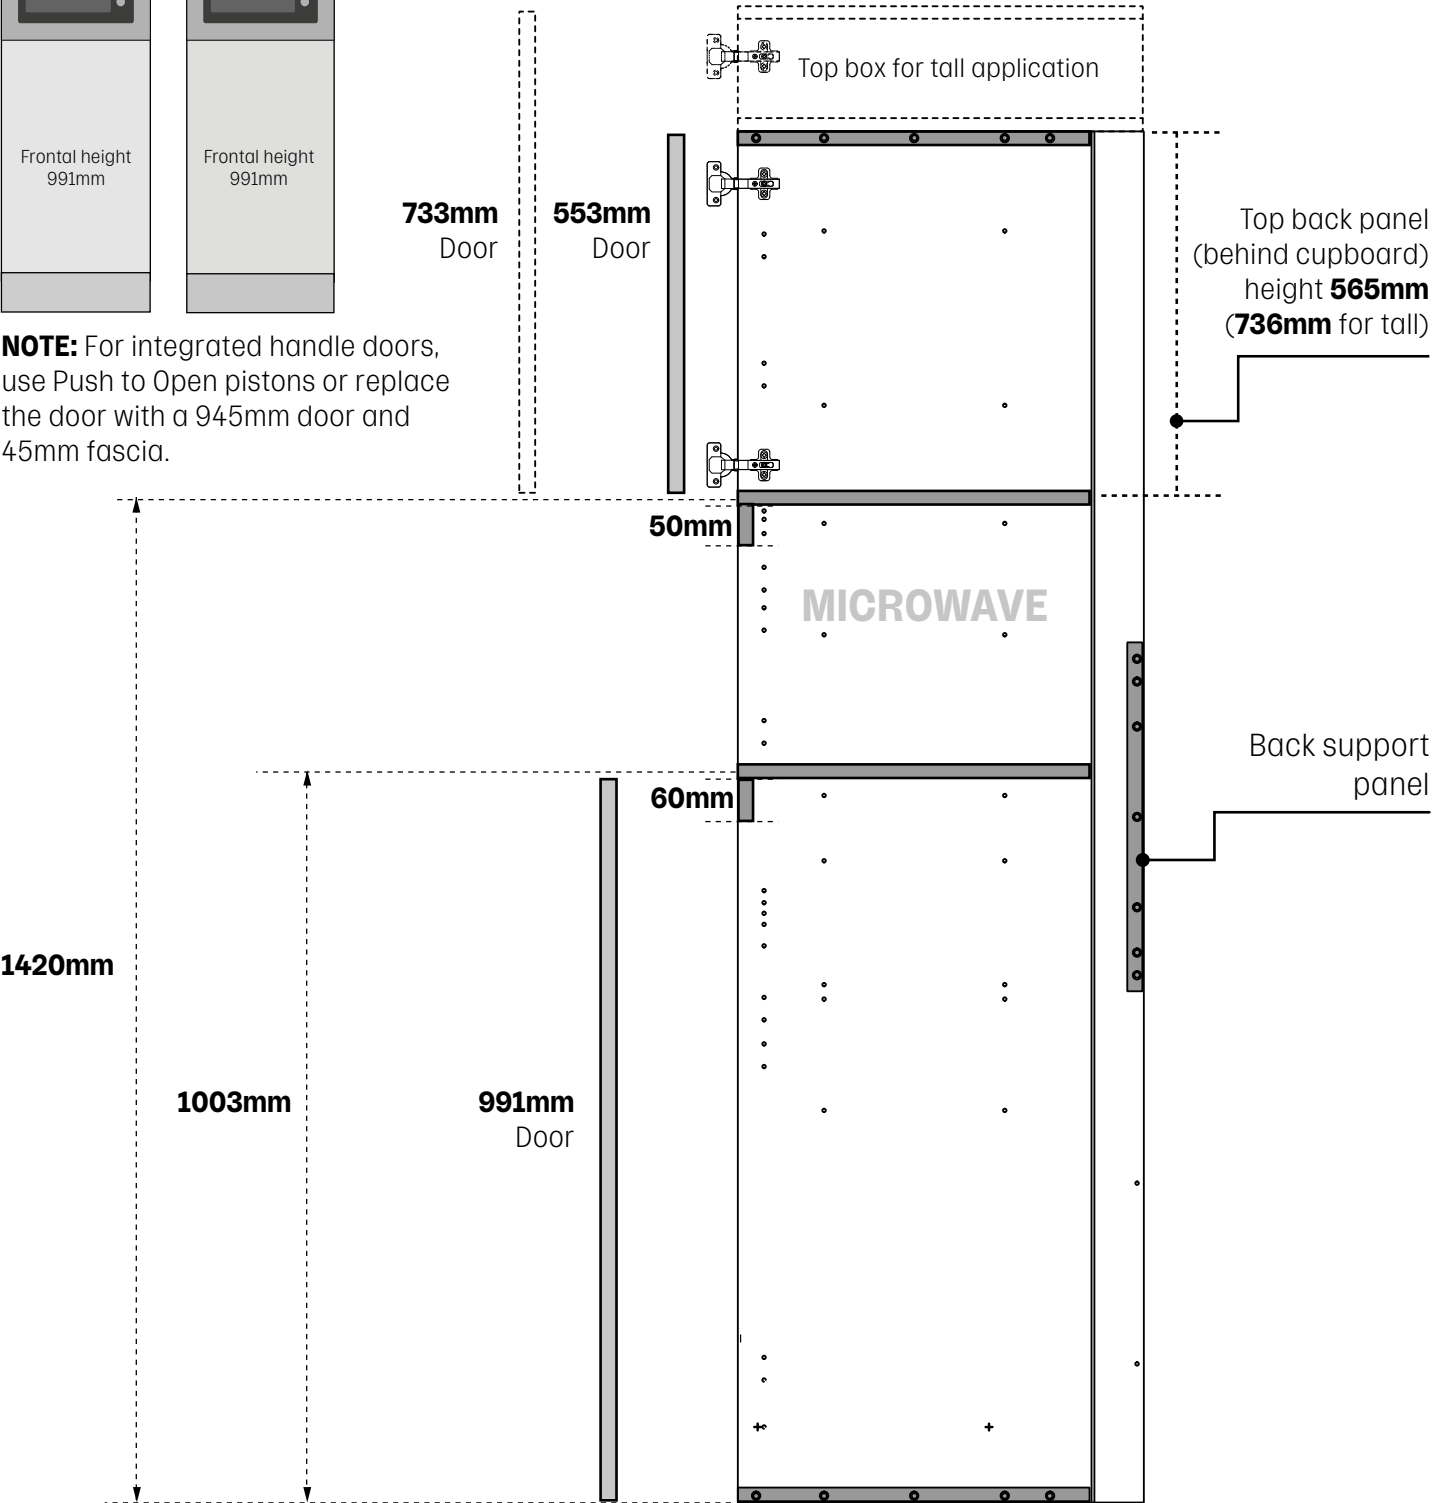 Top box for tall application
Frontal height
991mm
Frontal height
991mm
733mm
Door
553mm
Door
Top back panel
(behind cupboard)
height 565mm
(736mm for tall)
NOTE: For integrated handle doors,
use Push to Open pistons or replace
the door with a 945mm door and
45mm fascia.
50mm
MICROWAVE
Back support
panel
60mm
1420mm
1003mm
991mm
Door